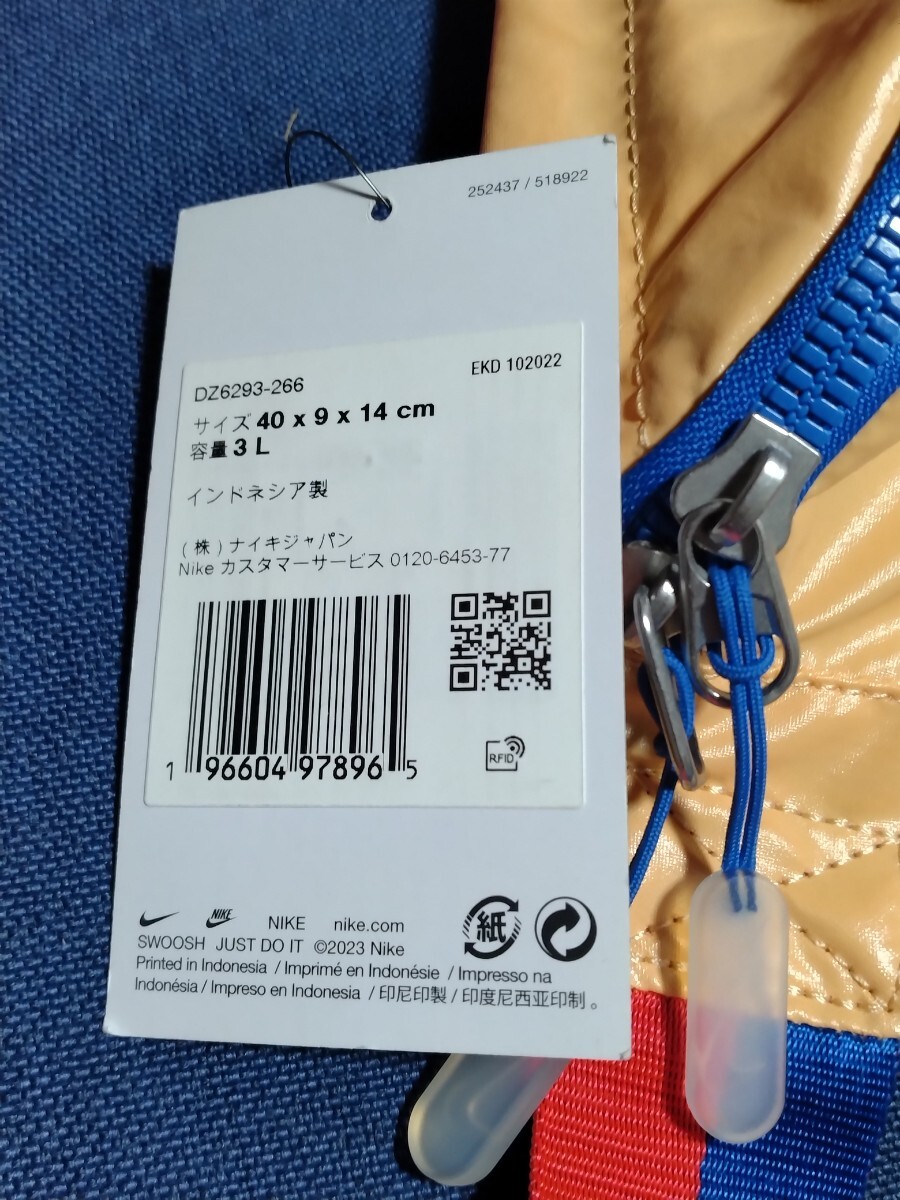 252437 / 518922
DZ6293-266
EKD 102022
サイズ 40 x 9 x 14 cm
容量 3 L
インドネシア製
(株)ナイキジャパン
Nike カスタマーサービス 0120-6453-77
1 96604 97896 5
RFID
紙
NIKE NIKE nike.com
SWOOSH JUST DO IT ©2023 Nike
Printed in Indonesia / Imprimé en Indonésie / Impresso na
Indonésia / Impreso en Indonesia / 印尼印製 / 印度尼西亚印制。